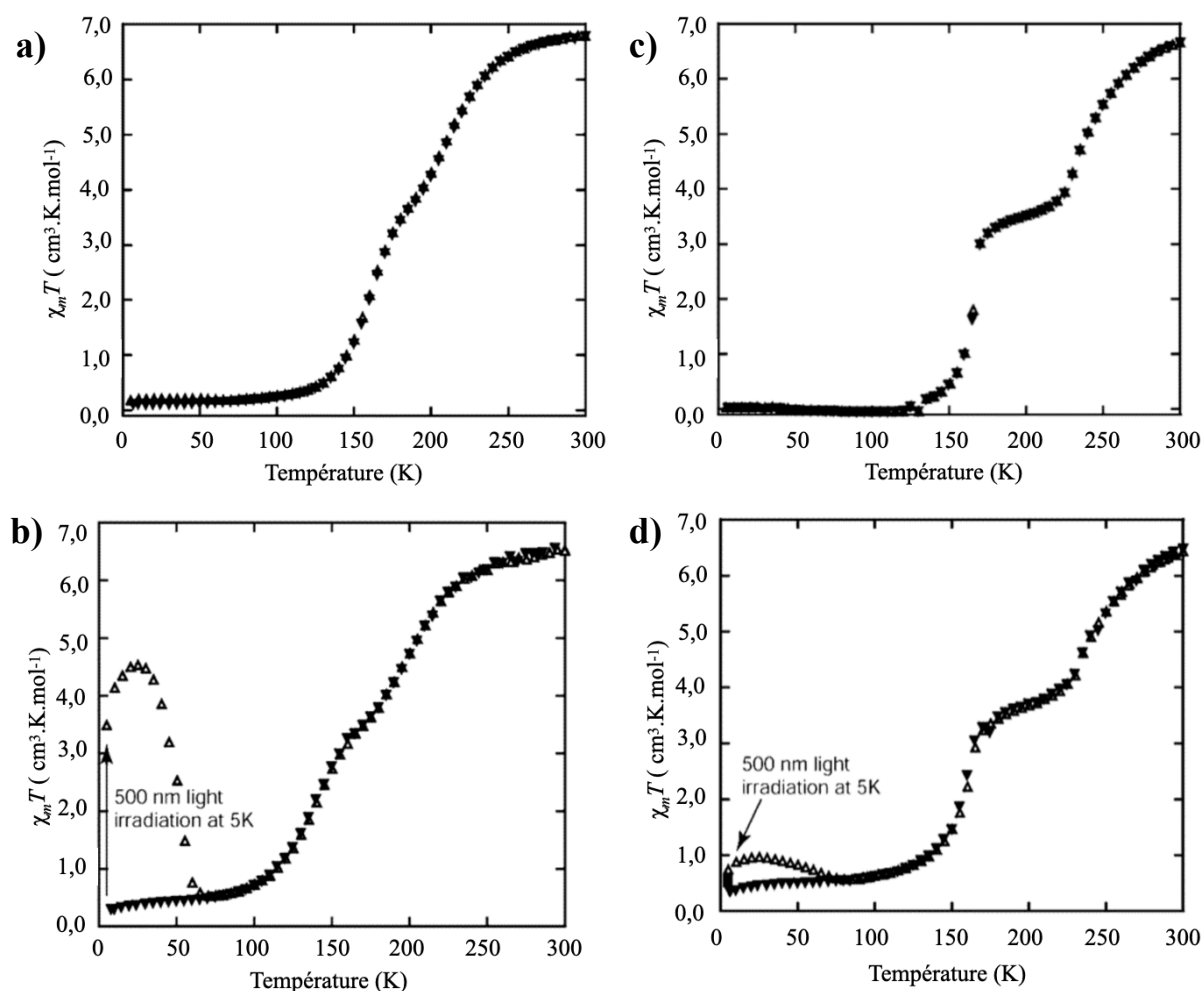 a)
7,0
6,0
5,0
4,0
3,0
2,0
1,0
0,0
χmT ( cm³.K.mol⁻¹)
0 50 100 150 200 250 300
Température (K)
c)
7,0
6,0
5,0
4,0
3,0
2,0
1,0
0,0
χmT ( cm³.K.mol⁻¹)
0 50 100 150 200 250 300
Température (K)
b)
7,0
6,0
5,0
4,0
3,0
2,0
1,0
0,0
χmT ( cm³.K.mol⁻¹)
500 nm light
irradiation at 5K
0 50 100 150 200 250 300
Température (K)
d)
7,0
6,0
5,0
4,0
3,0
2,0
1,0
0,0
χmT ( cm³.K.mol⁻¹)
500 nm light
irradiation at 5K
0 50 100 150 200 250 300
Température (K)